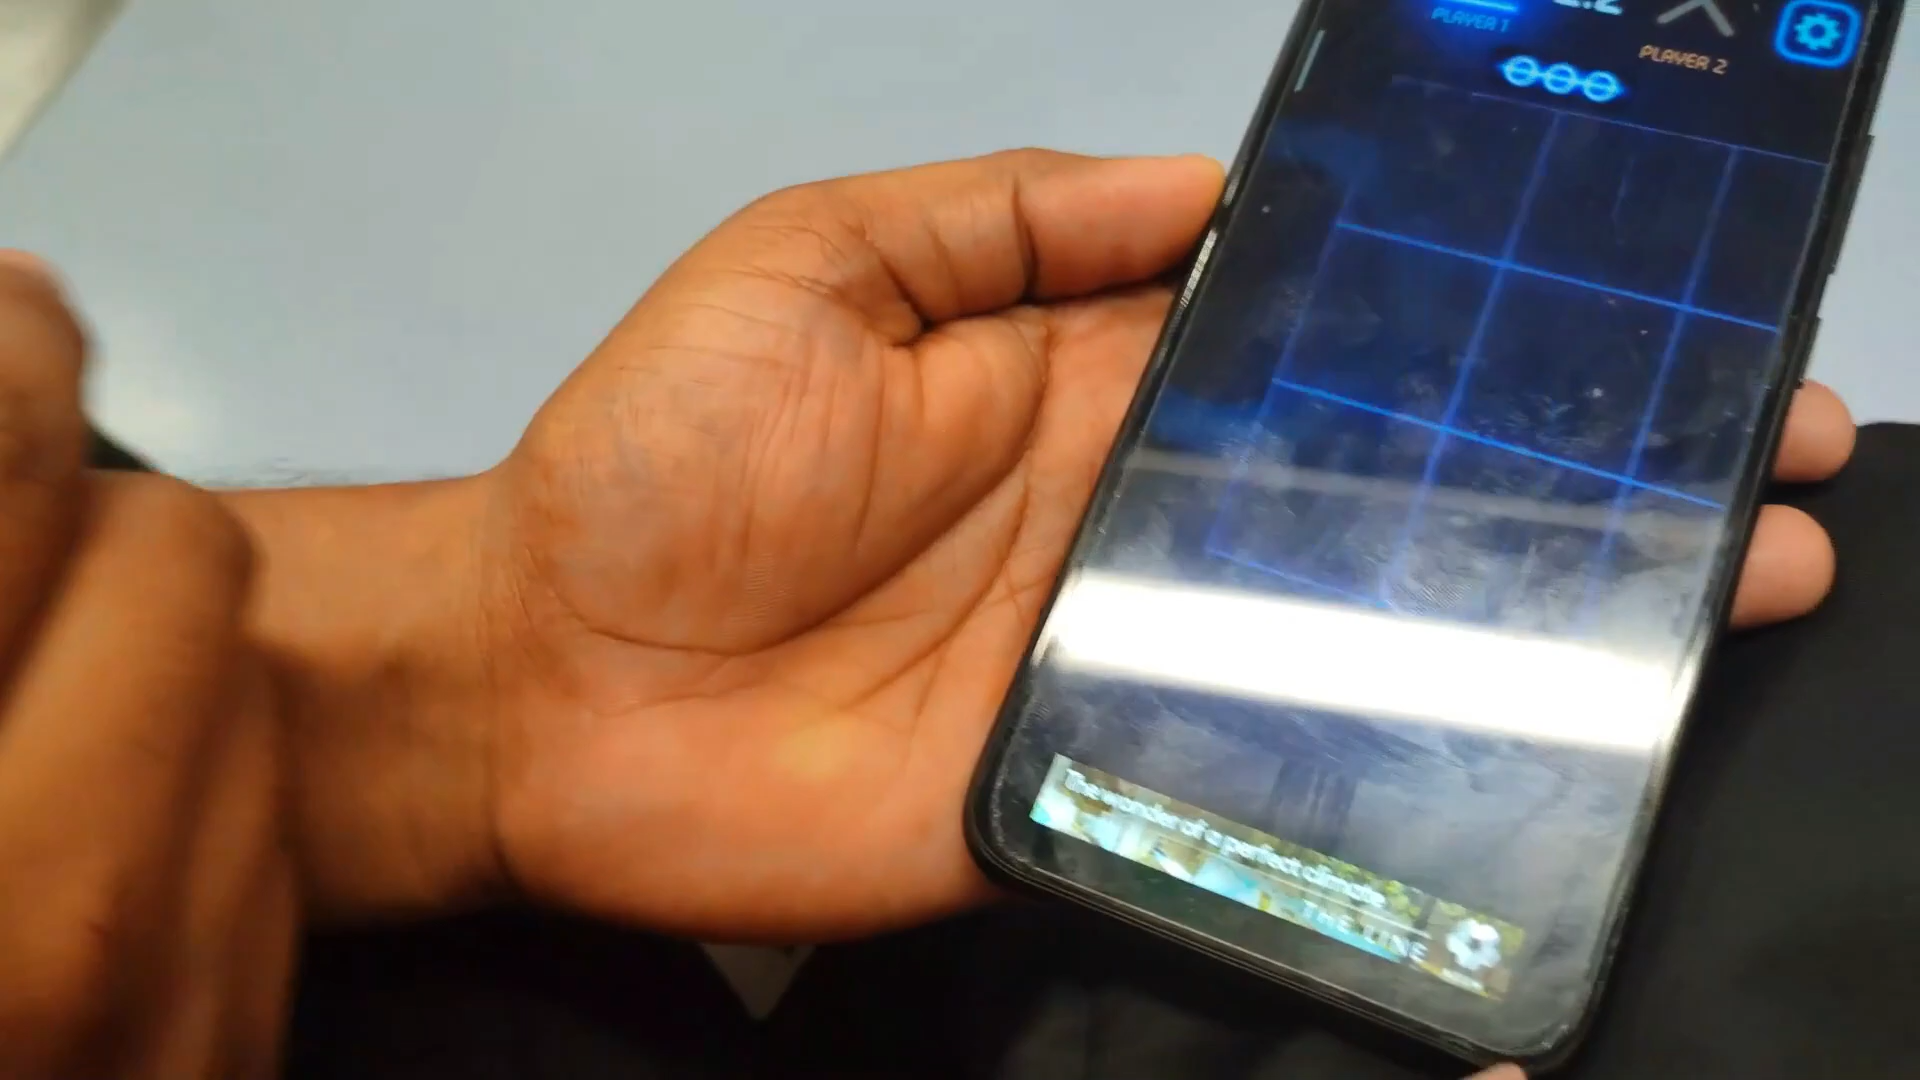 PLAYER 1
PLAYER 2
The wonder of a perfect climate
THE LINE